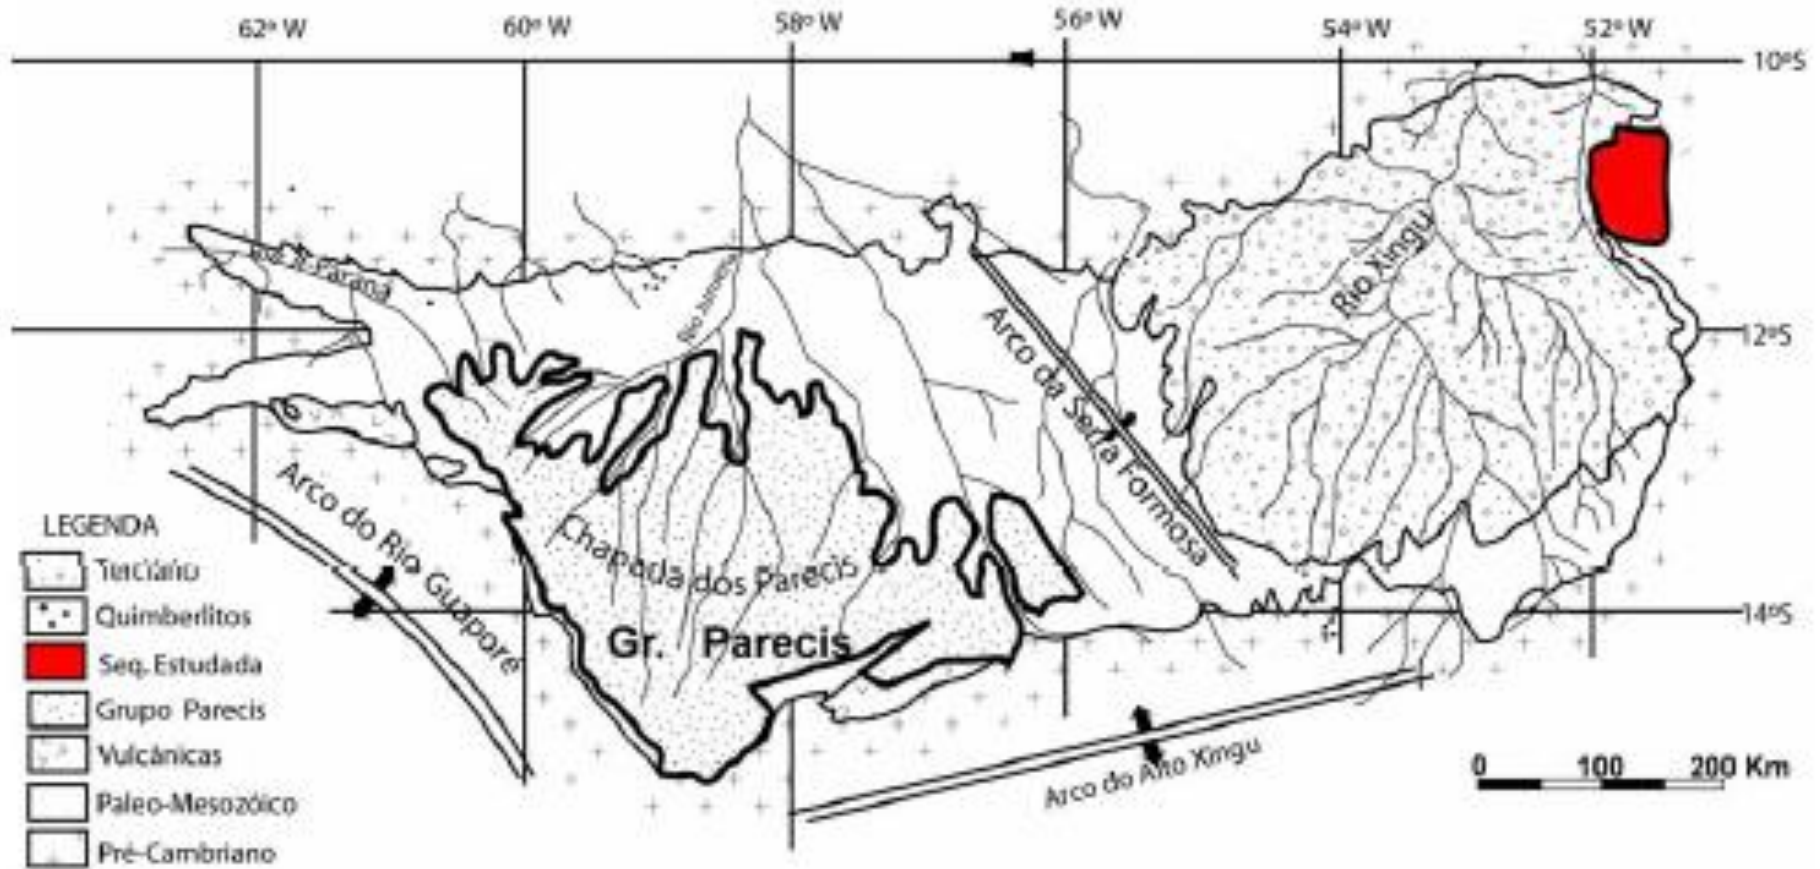 62º W
60º W
58º W
56º W
54º W
52º W
10ºS
12ºS
14ºS
Rio Xingu
Arco da Serra Formosa
Arco do Rio Guaporé
Chapada dos Parecis
Gr. Parecis
Arco do Alto Xingu
LEGENDA
Terciário
Quimberlitos
Seq. Estudada
Grupo Parecis
Vulcánicas
Paleo-Mesozóico
Pré-Cambriano
0 100 200 Km